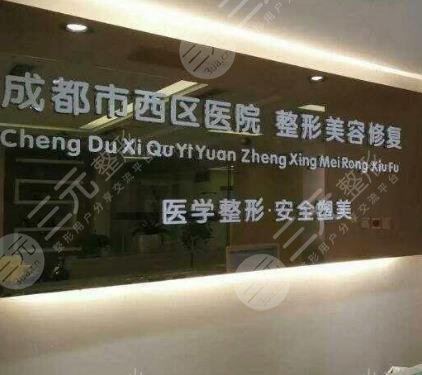 成都市西区医院 整形美容修复
Cheng Du Xi Qu Yi Yuan Zheng Xing Mei Rong Xiu Fu
医学整形·安全塑美